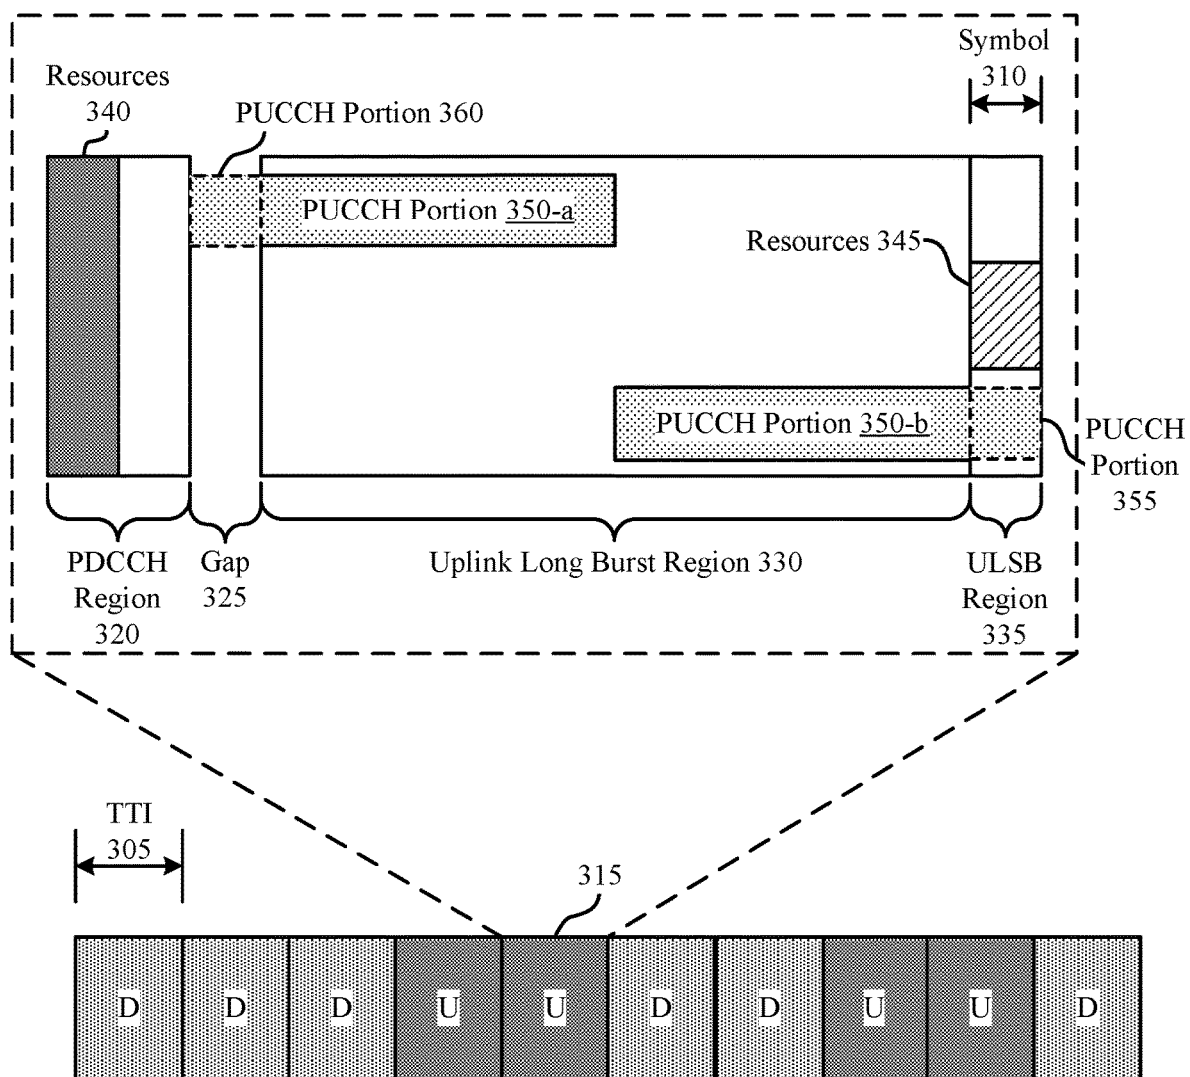 Symbol
310
Resources
340
PUCCH Portion 360
PUCCH Portion 350-a
Resources 345
PUCCH Portion 350-b
PUCCH
Portion
355
PDCCH
Region
320
Gap
325
Uplink Long Burst Region 330
ULSB
Region
335
TTI
305
315
D D D U U D D U U D